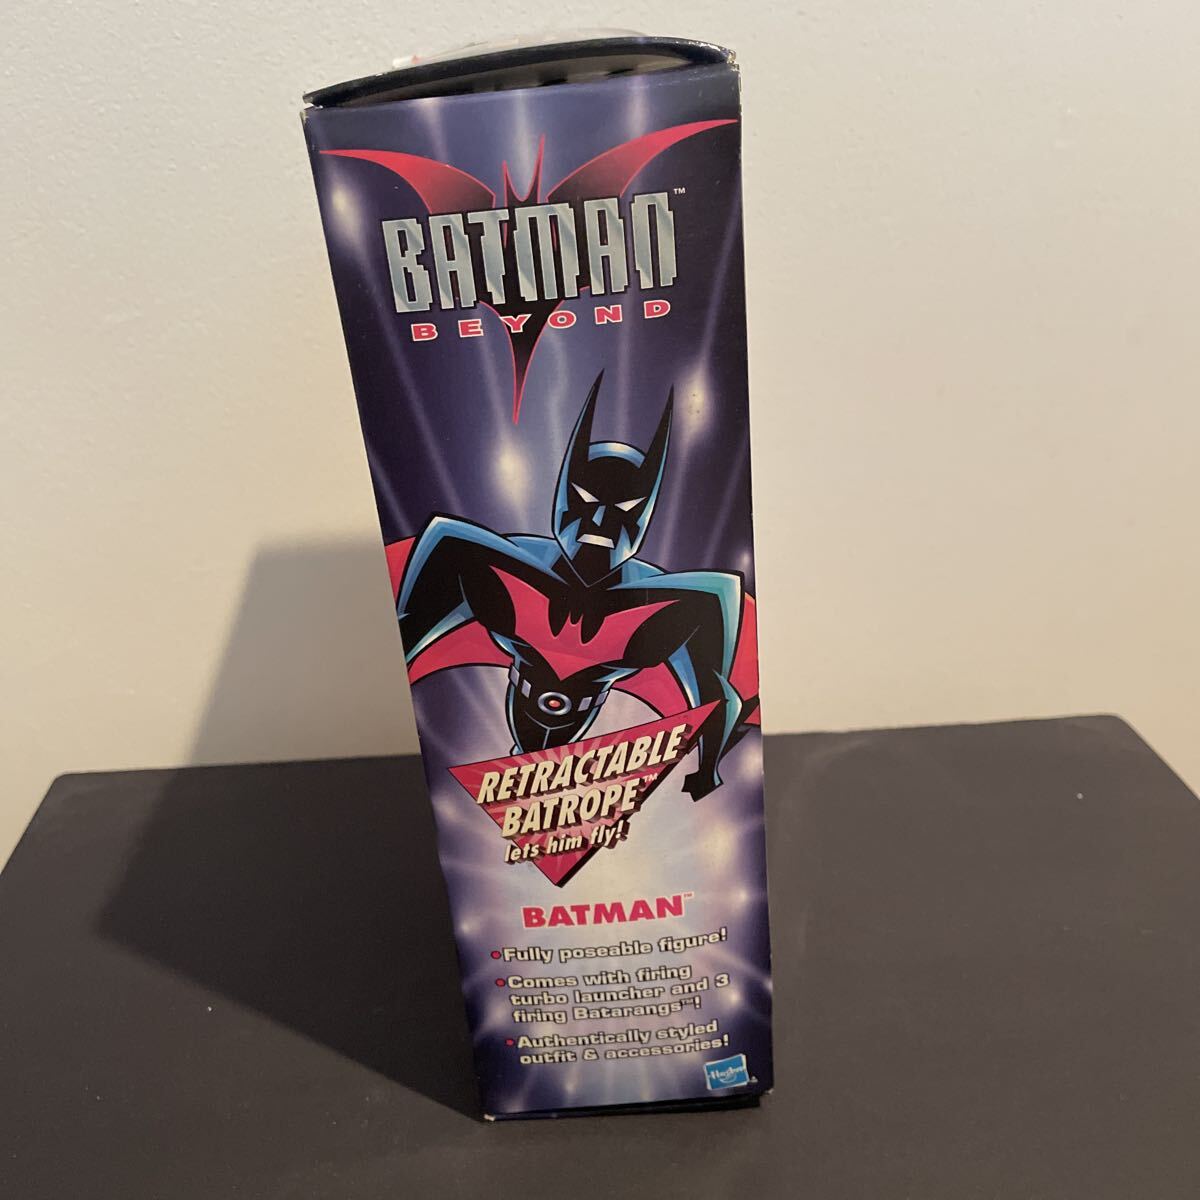 BATMAN™
BEYOND
RETRACTABLE
BATROPE™
lets him fly!
BATMAN™
•Fully poseable figure!
•Comes with firing
turbo launcher and 3
firing Batarangs™!
•Authentically styled
outfit & accessories!
Hasbro